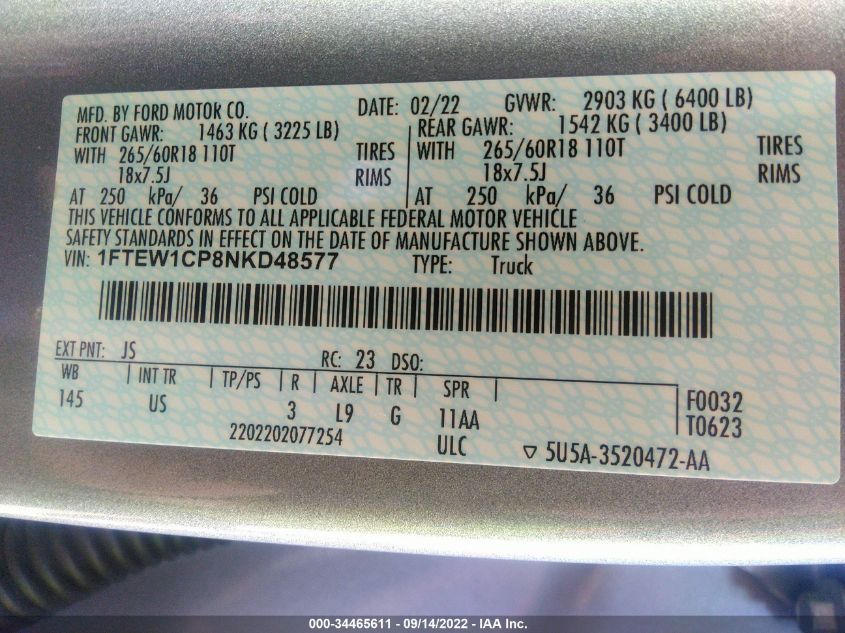 MFD. BY FORD MOTOR CO. DATE: 02/22 GVWR: 2903 KG ( 6400 LB)
FRONT GAWR: 1463 KG ( 3225 LB) REAR GAWR: 1542 KG ( 3400 LB)
WITH 265/60R18 110T TIRES WITH 265/60R18 110T TIRES
18x7.5J RIMS 18x7.5J RIMS
AT 250 kPa/ 36 PSI COLD AT 250 kPa/ 36 PSI COLD
THIS VEHICLE CONFORMS TO ALL APPLICABLE FEDERAL MOTOR VEHICLE
SAFETY STANDARDS IN EFFECT ON THE DATE OF MANUFACTURE SHOWN ABOVE.
VIN: 1FTEW1CP8NKD48577 TYPE: Truck
EXT PNT: JS RC: 23 DSO:
WB INT TR TP/PS R AXLE TR SPR
145 US 3 L9 G 11AA F0032
2202202077254 ULC T0623
▽ 5U5A-3520472-AA
000-34465611 - 09/14/2022 - IAA Inc.